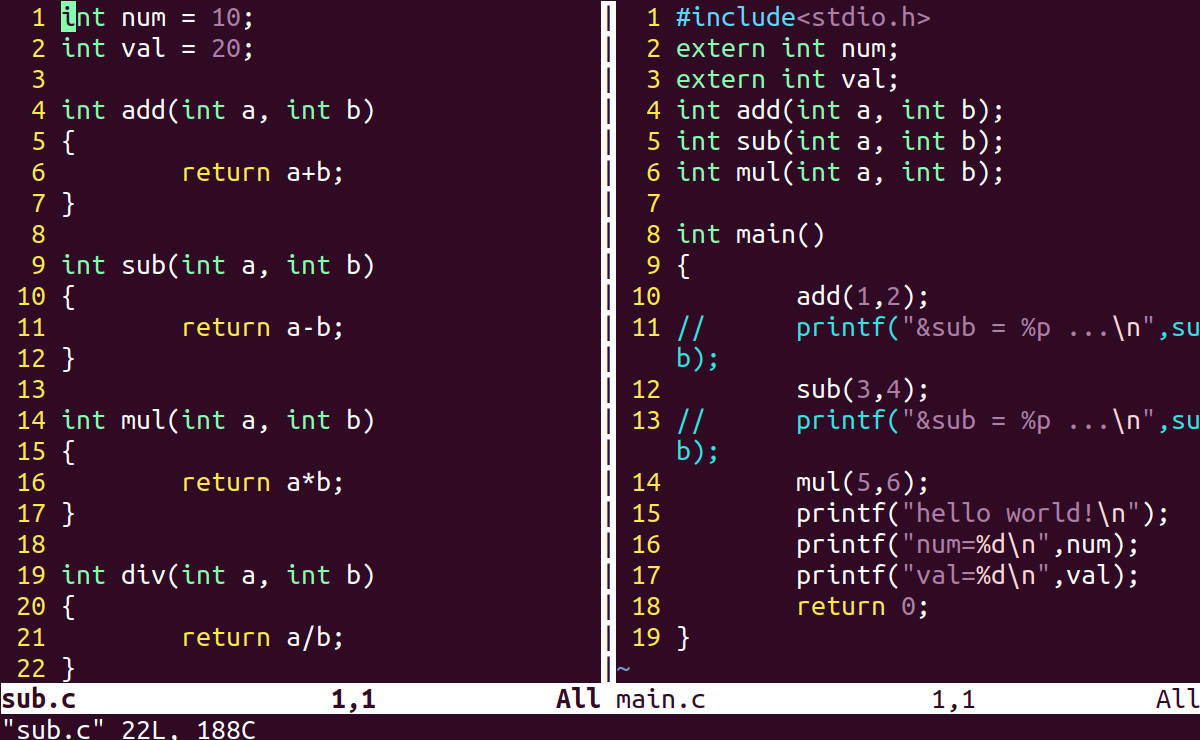 1 int num = 10;
2 int val = 20;
3
4 int add(int a, int b)
5 {
6         return a+b;
7 }
8
9 int sub(int a, int b)
10 {
11         return a-b;
12 }
13
14 int mul(int a, int b)
15 {
16         return a*b;
17 }
18
19 int div(int a, int b)
20 {
21         return a/b;
22 }
sub.c 1,1 All
1 #include<stdio.h>
2 extern int num;
3 extern int val;
4 int add(int a, int b);
5 int sub(int a, int b);
6 int mul(int a, int b);
7
8 int main()
9 {
10         add(1,2);
11 //      printf("&sub = %p ...\n",su
b);
12         sub(3,4);
13 //      printf("&sub = %p ...\n",su
b);
14         mul(5,6);
15         printf("hello world!\n");
16         printf("num=%d\n",num);
17         printf("val=%d\n",val);
18         return 0;
19 }
~
main.c 1,1 All
"sub.c" 22L, 188C